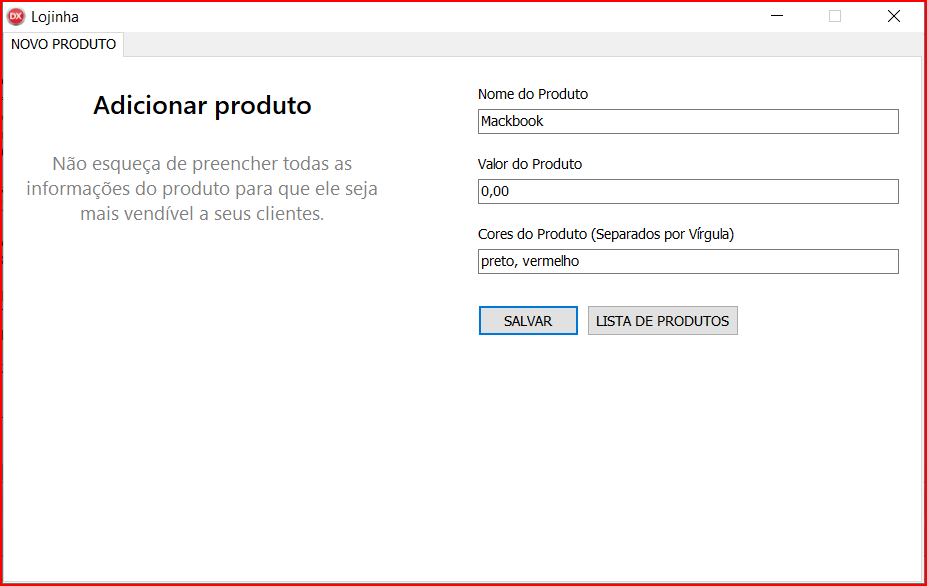 DX Lojinha
NOVO PRODUTO
Adicionar produto
Não esqueça de preencher todas as
informações do produto para que ele seja
mais vendível a seus clientes.
Nome do Produto
Mackbook
Valor do Produto
0,00
Cores do Produto (Separados por Vírgula)
preto, vermelho
SALVAR
LISTA DE PRODUTOS